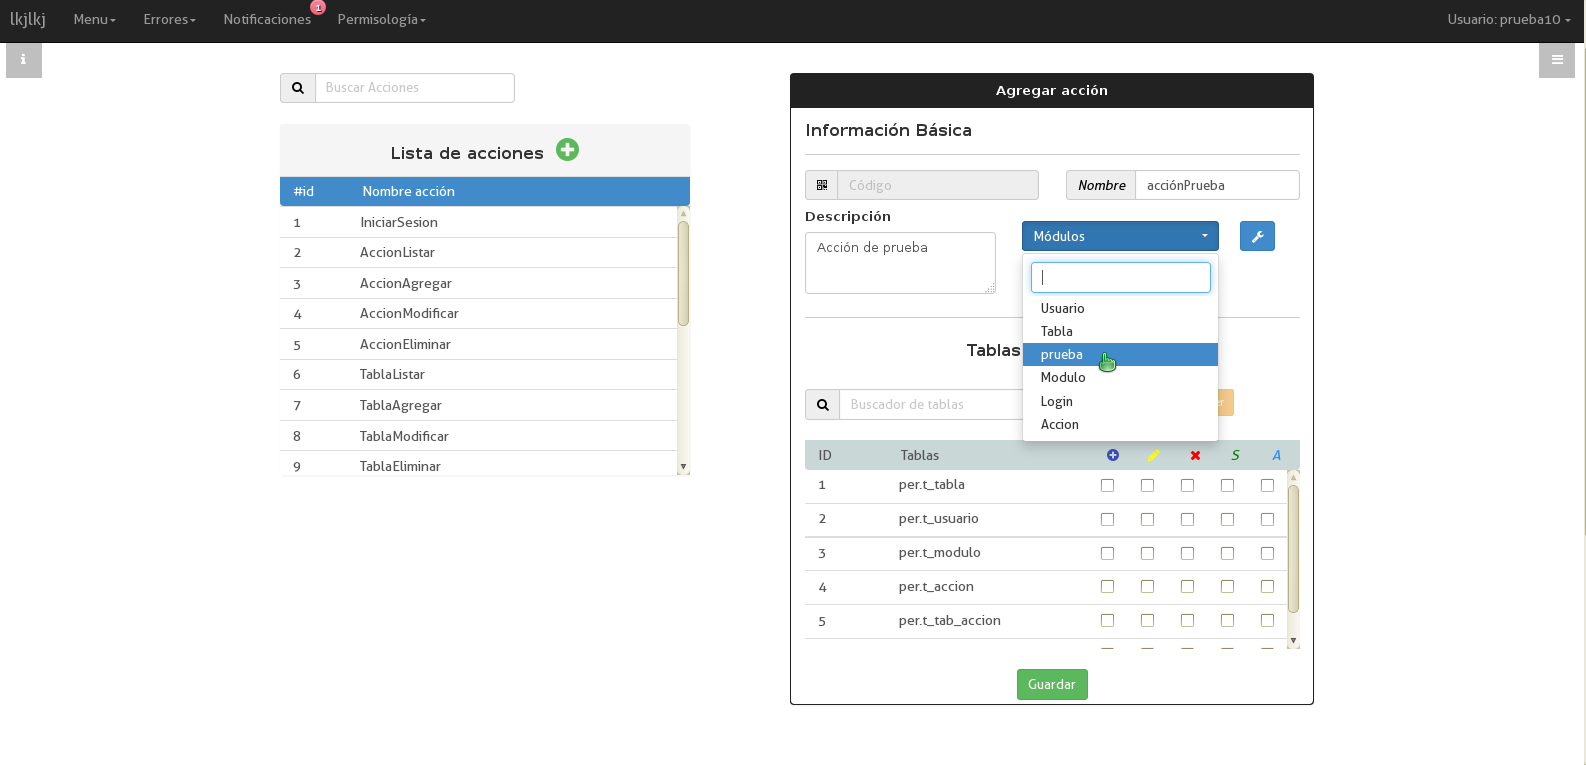 lkjlkj Menu Errores Notificaciones 1 Permisología Usuario: prueba10
Buscar Acciones
Lista de acciones
#id Nombre acción
1 IniciarSesion
2 AccionListar
3 AccionAgregar
4 AccionModificar
5 AccionEliminar
6 TablaListar
7 TablaAgregar
8 TablaModificar
9 TablaEliminar
Agregar acción
Información Básica
Código Nombre acciónPrueba
Descripción
Acción de prueba
Módulos
Usuario
Tabla
prueba
Modulo
Login
Accion
Tablas
Buscador de tablas
ID Tablas S A
1 per.t_tabla
2 per.t_usuario
3 per.t_modulo
4 per.t_accion
5 per.t_tab_accion
Guardar